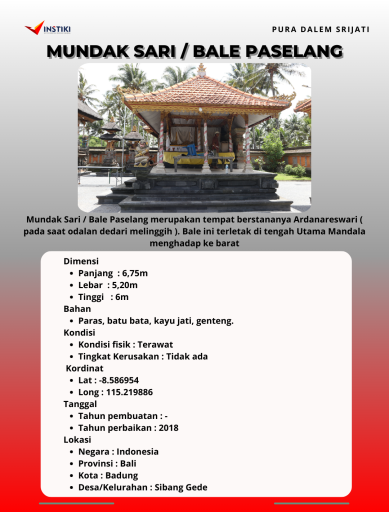 INSTIKI
PURA DALEM SRIJATI
MUNDAK SARI / BALE PASELANG
Mundak Sari / Bale Paselang merupakan tempat berstananya Ardanareswari (
pada saat odalan dedari melinggih ). Bale ini terletak di tengah Utama Mandala
menghadap ke barat
Dimensi
• Panjang : 6,75m
• Lebar : 5,20m
• Tinggi : 6m
Bahan
• Paras, batu bata, kayu jati, genteng.
Kondisi
• Kondisi fisik : Terawat
• Tingkat Kerusakan : Tidak ada
Kordinat
• Lat : -8.586954
• Long : 115.219886
Tanggal
• Tahun pembuatan : -
• Tahun perbaikan : 2018
Lokasi
• Negara : Indonesia
• Provinsi : Bali
• Kota : Badung
• Desa/Kelurahan : Sibang Gede